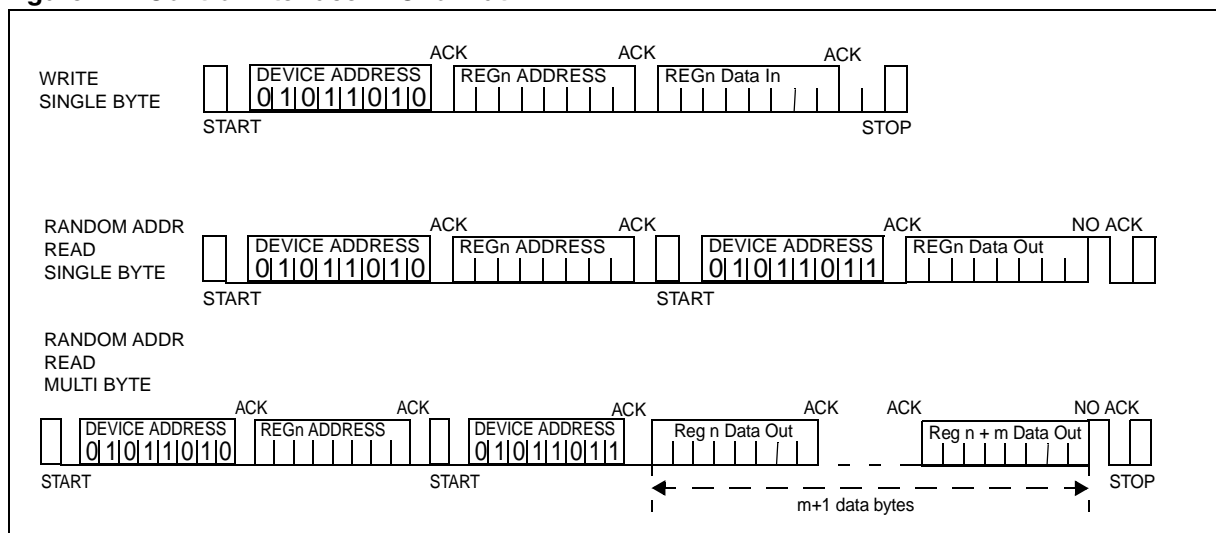 ACK ACK ACK
WRITE
SINGLE BYTE
DEVICE ADDRESS REGn ADDRESS REGn Data In
0 1 0 1 1 0 1 0
START STOP
RANDOM ADDR
READ
SINGLE BYTE
ACK ACK ACK NO ACK
DEVICE ADDRESS REGn ADDRESS DEVICE ADDRESS REGn Data Out
0 1 0 1 1 0 1 0 0 1 0 1 1 0 1 1
START START
RANDOM ADDR
READ
MULTI BYTE
ACK ACK ACK ACK ACK NO ACK
DEVICE ADDRESS REGn ADDRESS DEVICE ADDRESS Reg n Data Out Reg n + m Data Out
0 1 0 1 1 0 1 0 0 1 0 1 1 0 1 1
START START STOP
m+1 data bytes